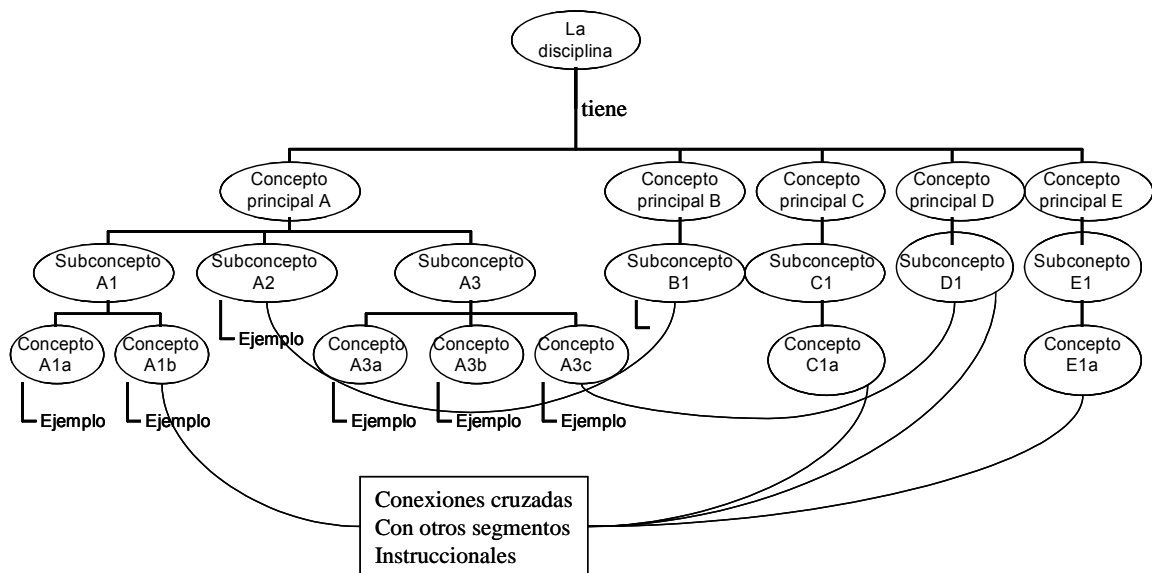 La
disciplina
tiene
Concepto
principal A
Concepto
principal B
Concepto
principal C
Concepto
principal D
Concepto
principal E
Subconcepto
A1
Subconcepto
A2
Subconcepto
A3
Subconcepto
B1
Subconcepto
C1
Subconcepto
D1
Subconepto
E1
Ejemplo
Concepto
A1a
Concepto
A1b
Concepto
A3a
Concepto
A3b
Concepto
A3c
Concepto
C1a
Concepto
E1a
Ejemplo
Ejemplo
Ejemplo
Ejemplo
Ejemplo
Conexiones cruzadas
Con otros segmentos
Instruccionales